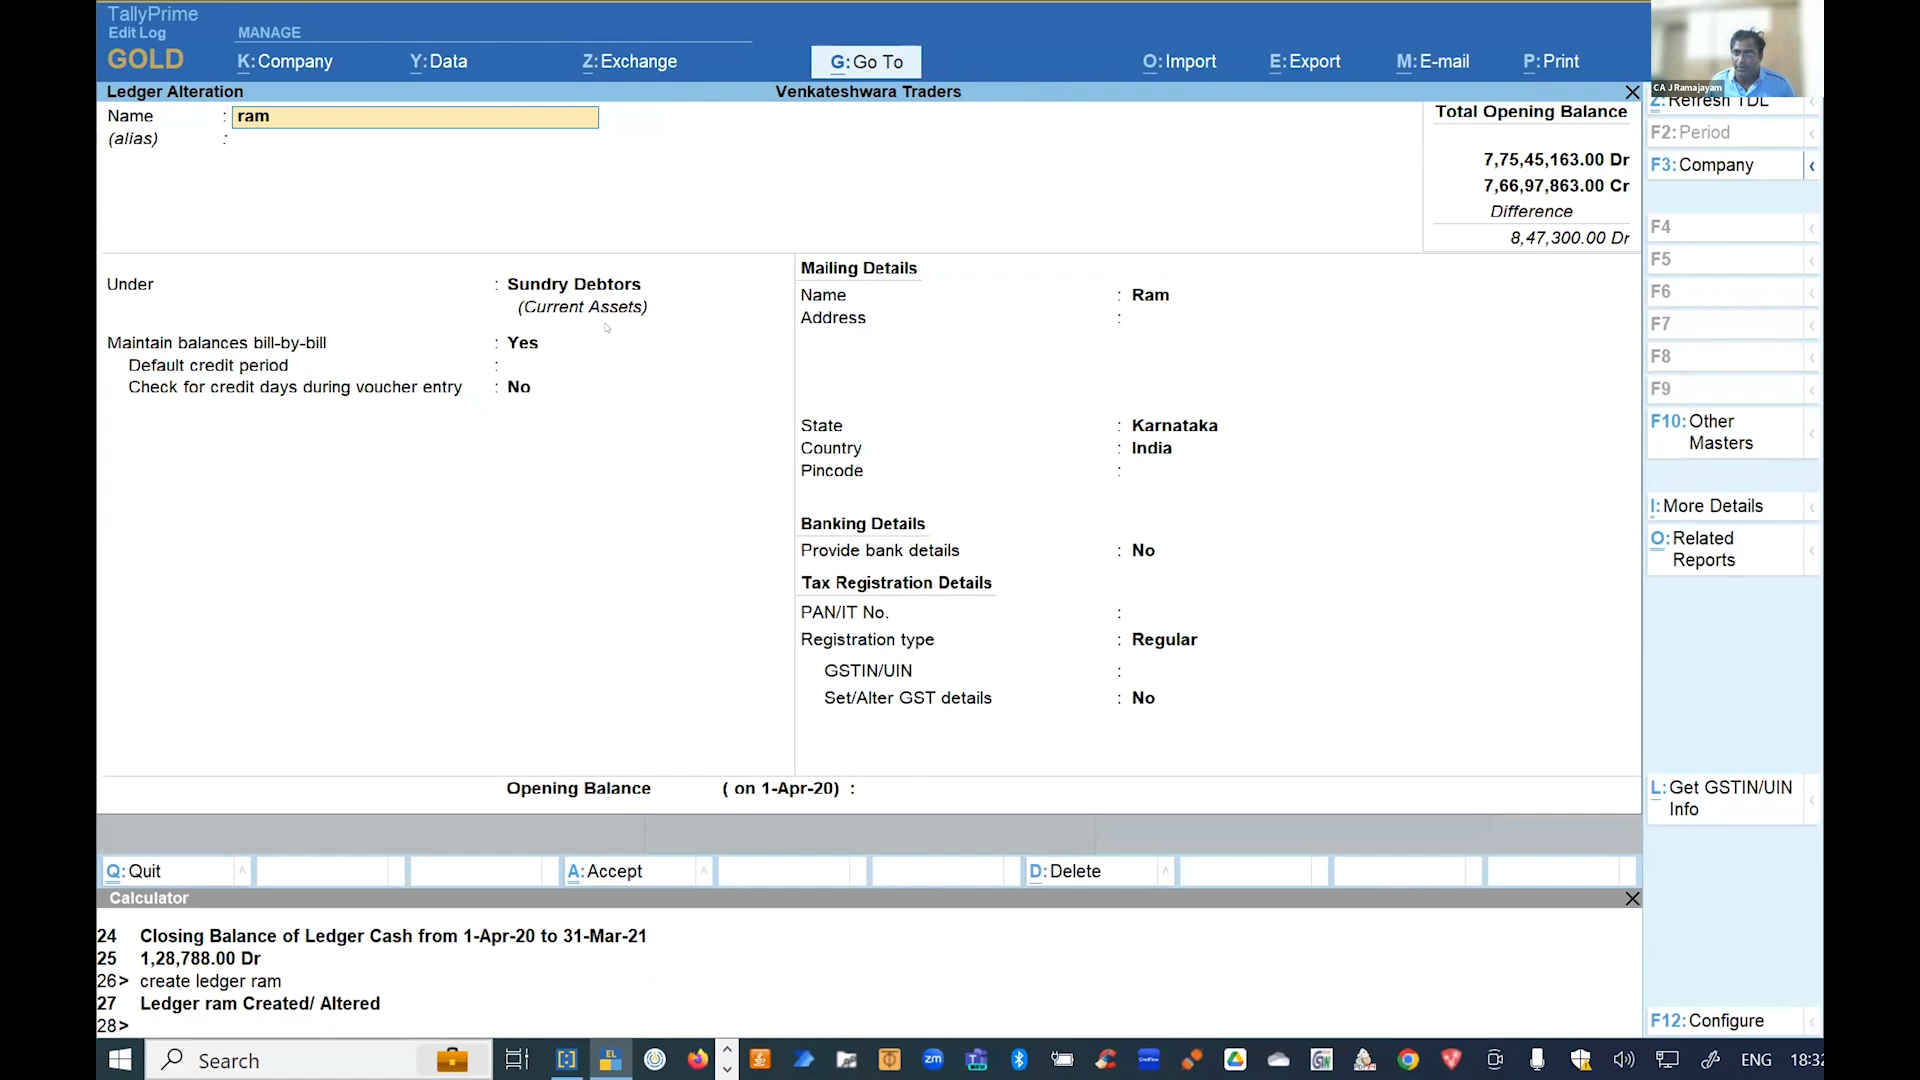 TallyPrime
Edit Log
GOLD
MANAGE
K:Company
Y:Data
Z:Exchange
G:Go To
O:Import
E:Export
M:E-mail
P:Print
CA J Ramajayam
Ledger Alteration
Venkateshwara Traders
Name : ram
(alias) :
Total Opening Balance
7,75,45,163.00 Dr
7,66,97,863.00 Cr
Difference
8,47,300.00 Dr
Under : Sundry Debtors
(Current Assets)
Maintain balances bill-by-bill : Yes
Default credit period :
Check for credit days during voucher entry : No
Mailing Details
Name : Ram
Address :
State : Karnataka
Country : India
Pincode :
Banking Details
Provide bank details : No
Tax Registration Details
PAN/IT No. :
Registration type : Regular
GSTIN/UIN :
Set/Alter GST details : No
Opening Balance ( on 1-Apr-20) :
Z:Refresh TDL
F2:Period
F3:Company
F4
F5
F6
F7
F8
F9
F10:Other
Masters
I:More Details
O:Related
Reports
L:Get GSTIN/UIN
Info
F12:Configure
Q:Quit
A:Accept
D:Delete
Calculator
24 Closing Balance of Ledger Cash from 1-Apr-20 to 31-Mar-21
25 1,28,788.00 Dr
26> create ledger ram
27 Ledger ram Created/ Altered
28>
Search
zm
EL
ENG
18:32